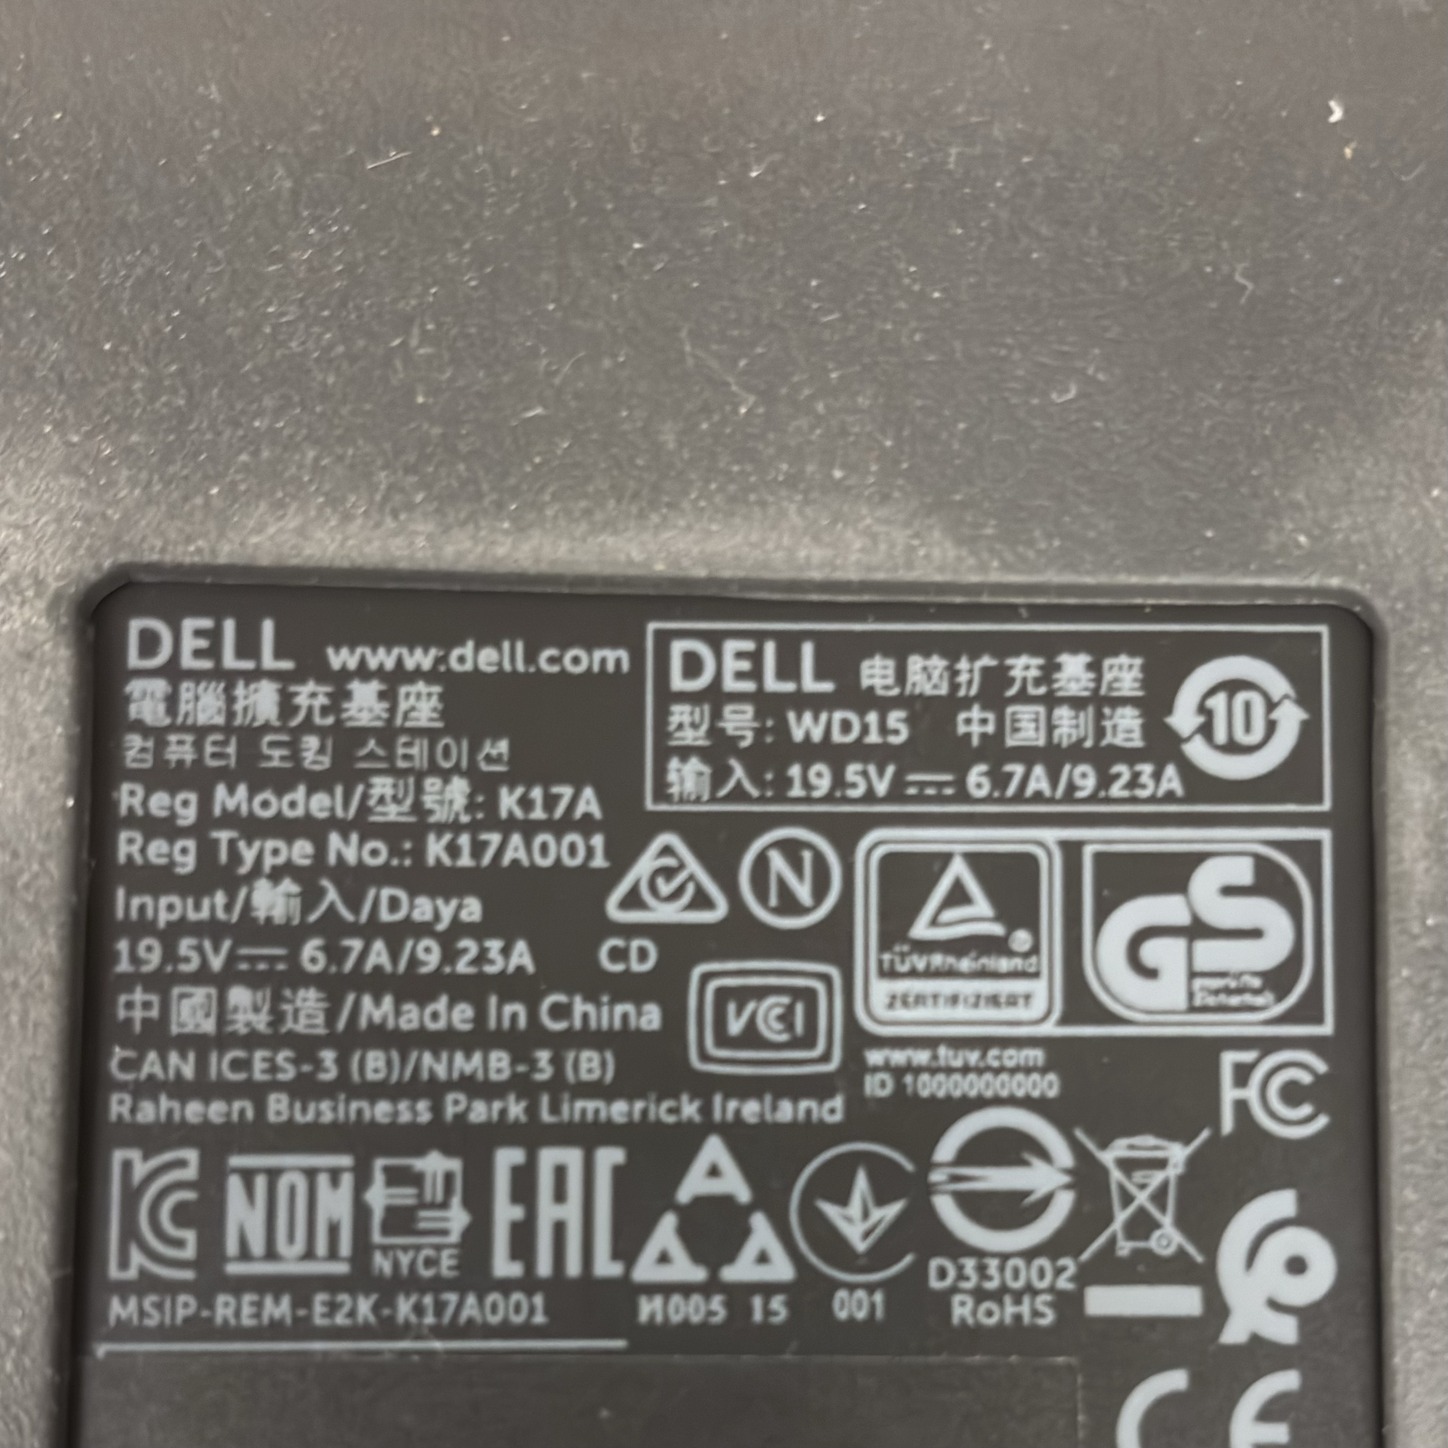 DELL www.dell.com
電腦擴充基座
컴퓨터 도킹 스테이션
Reg Model/型號: K17A
Reg Type No.: K17A001
Input/輸入/Daya
19.5V⎓6.7A/9.23A
中國製造/Made In China
CAN ICES-3 (B)/NMB-3 (B)
Raheen Business Park Limerick Ireland
DELL 电脑扩充基座
型号: WD15 中国制造
输入: 19.5V⎓6.7A/9.23A
10
N
CD
VCCI
TÜVRheinland
ZERTIFIZIERT
GS
geprüfte
Sicherheit
www.tuv.com
ID 1000000000
FC
KC
NOM
NYCE
EAC
И005 15
001
D33002
RoHS
MSIP-REM-E2K-K17A001
CE